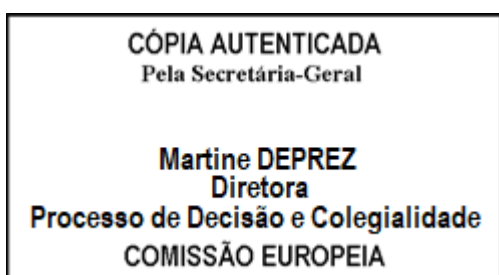 CÓPIA AUTENTICADA
Pela Secretária-Geral
Martine DEPREZ
Diretora
Processo de Decisão e Colegialidade
COMISSÃO EUROPEIA